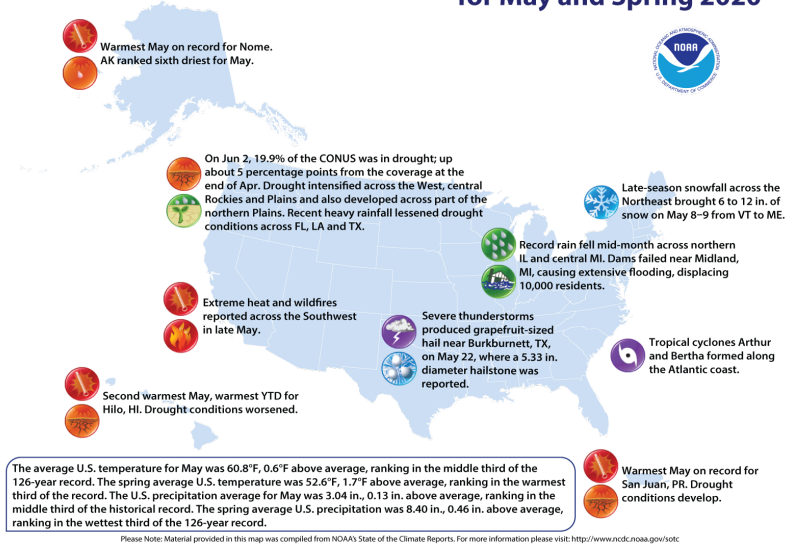 for May and Spring 2020
NATIONAL OCEANIC AND ATMOSPHERIC ADMINISTRATION
NOAA
U.S. DEPARTMENT OF COMMERCE
Warmest May on record for Nome.
AK ranked sixth driest for May.
On Jun 2, 19.9% of the CONUS was in drought; up
about 5 percentage points from the coverage at the
end of Apr. Drought intensified across the West, central
Rockies and Plains and also developed across part of the
northern Plains. Recent heavy rainfall lessened drought
conditions across FL, LA and TX.
Late-season snowfall across the
Northeast brought 6 to 12 in. of
snow on May 8–9 from VT to ME.
Record rain fell mid-month across northern
IL and central MI. Dams failed near Midland,
MI, causing extensive flooding, displacing
10,000 residents.
Extreme heat and wildfires
reported across the Southwest
in late May.
Severe thunderstorms
produced grapefruit-sized
hail near Burkburnett, TX,
on May 22, where a 5.33 in.
diameter hailstone was
reported.
Tropical cyclones Arthur
and Bertha formed along
the Atlantic coast.
Second warmest May, warmest YTD for
Hilo, HI. Drought conditions worsened.
Warmest May on record for
San Juan, PR. Drought
conditions develop.
The average U.S. temperature for May was 60.8°F, 0.6°F above average, ranking in the middle third of the
126-year record. The spring average U.S. temperature was 52.6°F, 1.7°F above average, ranking in the warmest
third of the record. The U.S. precipitation average for May was 3.04 in., 0.13 in. above average, ranking in the
middle third of the historical record. The spring average U.S. precipitation was 8.40 in., 0.46 in. above average,
ranking in the wettest third of the 126-year record.
Please Note: Material provided in this map was compiled from NOAA's State of the Climate Reports. For more information please visit: http://www.ncdc.noaa.gov/sotc